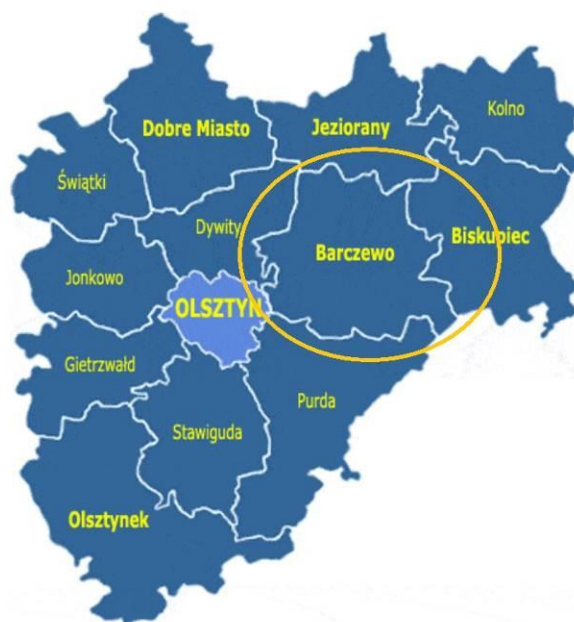 Kolno
Dobre Miasto
Jeziorany
Świątki
Dywity
Biskupiec
Barczewo
Jonkowo
OLSZTYN
Gietrzwałd
Purda
Stawiguda
Olsztynek